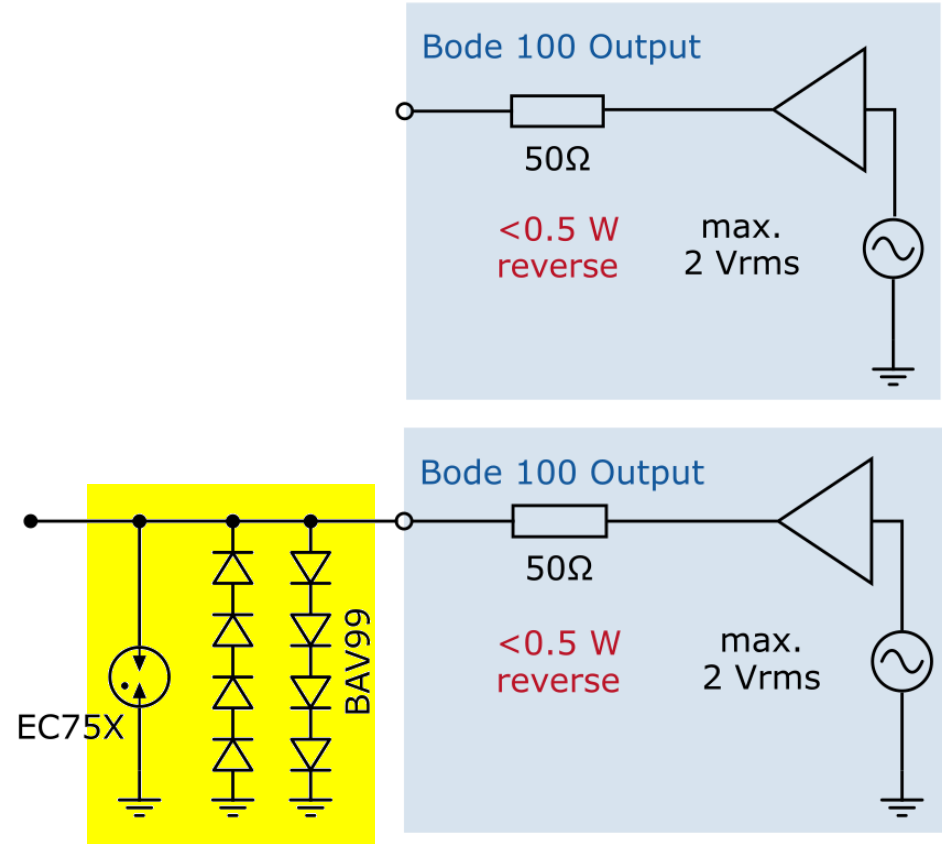 Bode 100 Output
50Ω
<0.5 W
reverse
max.
2 Vrms
Bode 100 Output
50Ω
<0.5 W
reverse
max.
2 Vrms
BAV99
EC75X